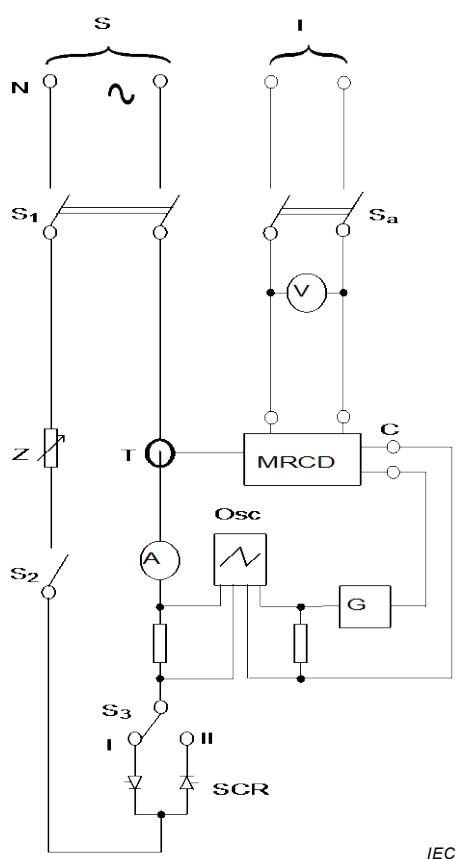 S I
N ~
S1 Sa
V
C
Z T MRCD
Osc
A
S2 G
S3
I II
SCR
IEC